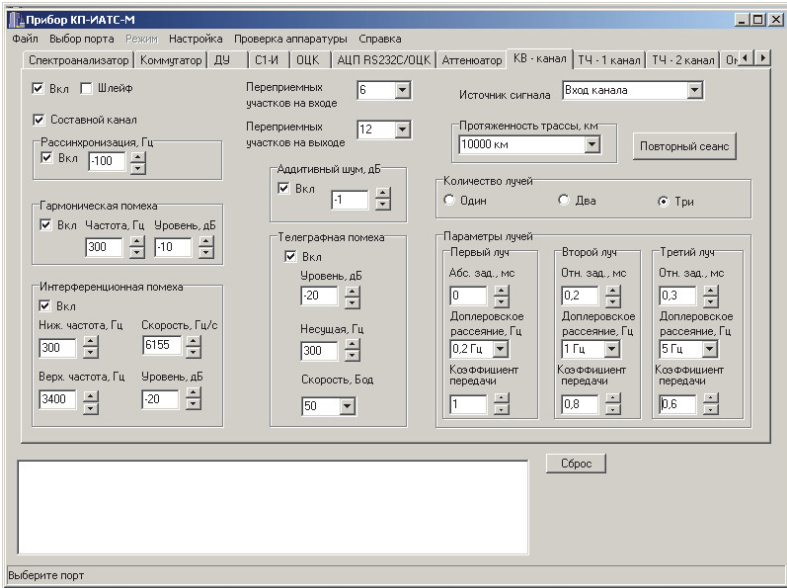 Прибор КП-ИАТС-М
Файл Выбор порта Режим Настройка Проверка аппаратуры Справка
Спектроанализатор Коммутатор ДУ С1-И ОЦК АЦП RS232C/ОЦК Аттенюатор КВ - канал ТЧ - 1 канал ТЧ - 2 канал
Вкл Шлейф
Составной канал
Рассинхронизация, Гц
Вкл -100
Гармоническая помеха
Вкл Частота, Гц Уровень, дБ
300 -10
Интерференционная помеха
Вкл
Ниж. частота, Гц Скорость, Гц/с
300 6155
Верх. частота, Гц Уровень, дБ
3400 -20
Переприемных
участков на входе
6
Переприемных
участков на выходе
12
Аддитивный шум, дБ
Вкл
-1
Телеграфная помеха
Вкл
Уровень, дБ
-20
Несущая, Гц
300
Скорость, Бод
50
Источник сигнала Вход канала
Протяженность трассы, км
10000 км
Повторный сеанс
Количество лучей
Один Два Три
Параметры лучей
Первый луч
Абс. зад., мс
0
Доплеровское
рассеяние, Гц
0,2 Гц
Коэффициент
передачи
1
Второй луч
Отн. зад., мс
0,2
Доплеровское
рассеяние, Гц
1 Гц
Коэффициент
передачи
0,8
Третий луч
Отн. зад., мс
0,3
Доплеровское
рассеяние, Гц
5 Гц
Коэффициент
передачи
0,6
Сброс
Выберите порт